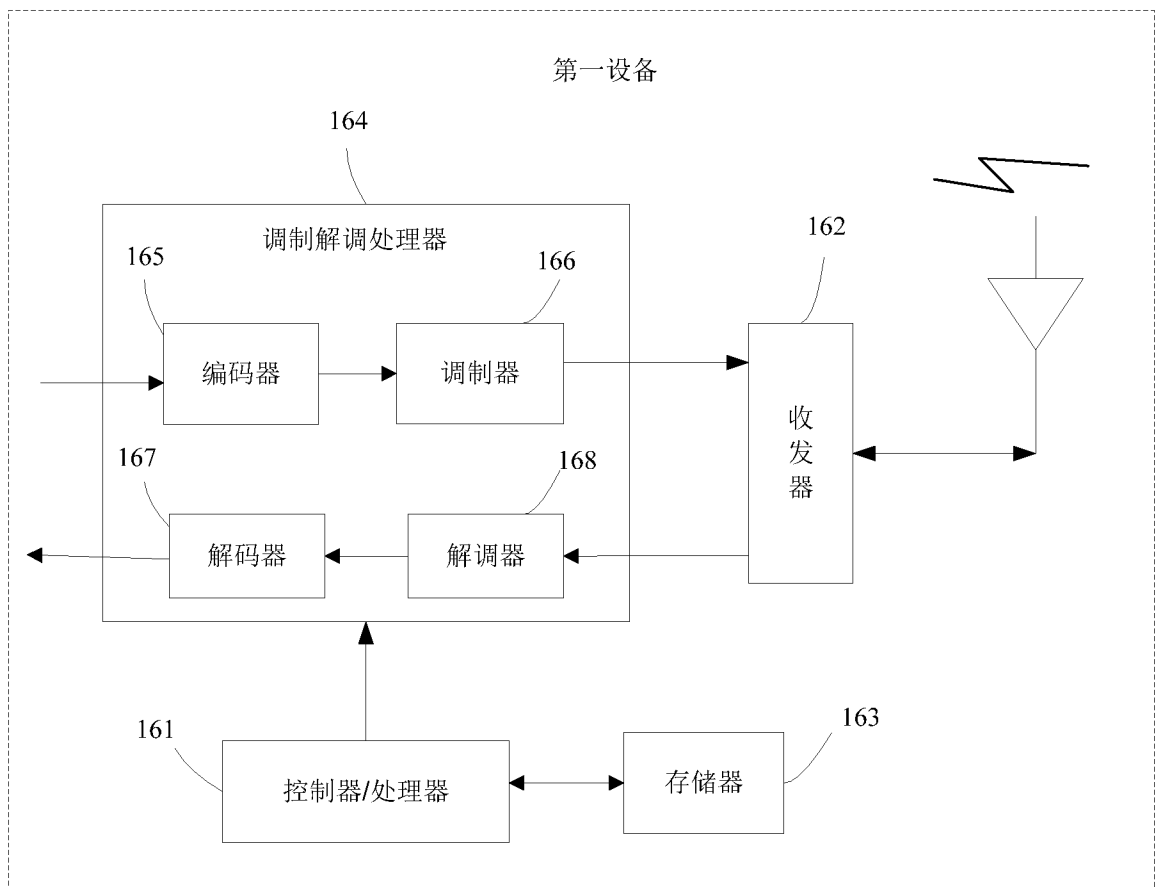 第一设备
164
调制解调处理器
162
165
166
编码器
调制器
收发器
167
168
解码器
解调器
161
163
控制器/处理器
存储器